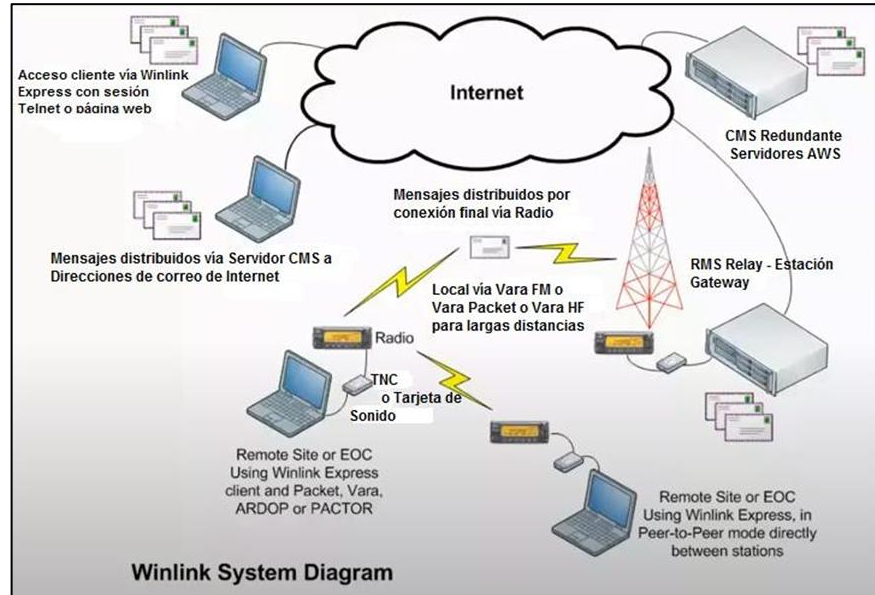 Acceso cliente vía Winlink
Express con sesión
Telnet o página web
Internet
CMS Redundante
Servidores AWS
Mensajes distribuidos por
conexión final vía Radio
Mensajes distribuidos vía Servidor CMS a
Direcciones de correo de Internet
RMS Relay - Estación
Gateway
Local via Vara FM o
Vara Packet o Vara HF
para largas distancias
Radio
TNC
o Tarjeta de
Sonido
Remote Site or EOC
Using Winlink Express
client and Packet, Vara,
ARDOP or PACTOR
Remote Site or EOC
Using Winlink Express, in
Peer-to-Peer mode directly
between stations
Winlink System Diagram